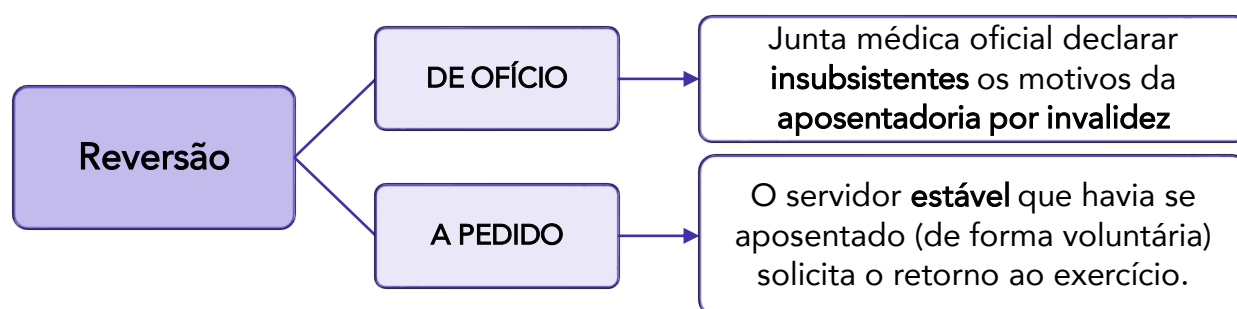 Reversão
DE OFÍCIO
Junta médica oficial declarar
insubsistentes os motivos da
aposentadoria por invalidez
A PEDIDO
O servidor estável que havia se
aposentado (de forma voluntária)
solicita o retorno ao exercício.